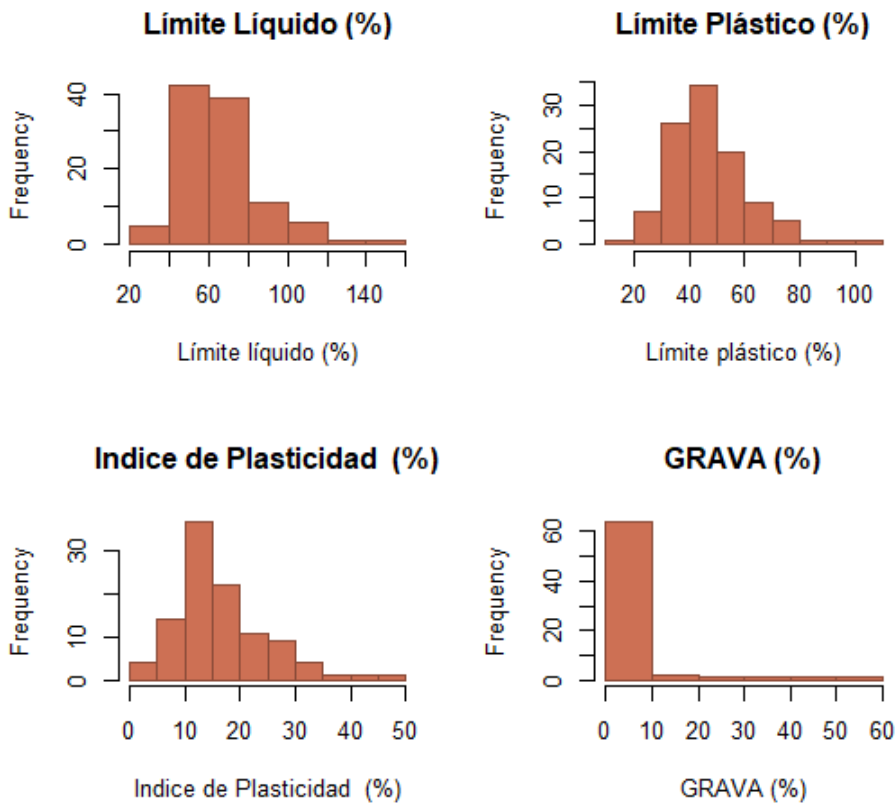 Límite Líquido (%)
Frequency
0 20 40
20 60 100 140
Límite líquido (%)
Límite Plástico (%)
Frequency
0 10 20 30
20 40 60 80 100
Límite plástico (%)
Indice de Plasticidad (%)
Frequency
0 10 30
0 10 20 30 40 50
Indice de Plasticidad (%)
GRAVA (%)
Frequency
0 20 40 60
0 10 20 30 40 50 60
GRAVA (%)